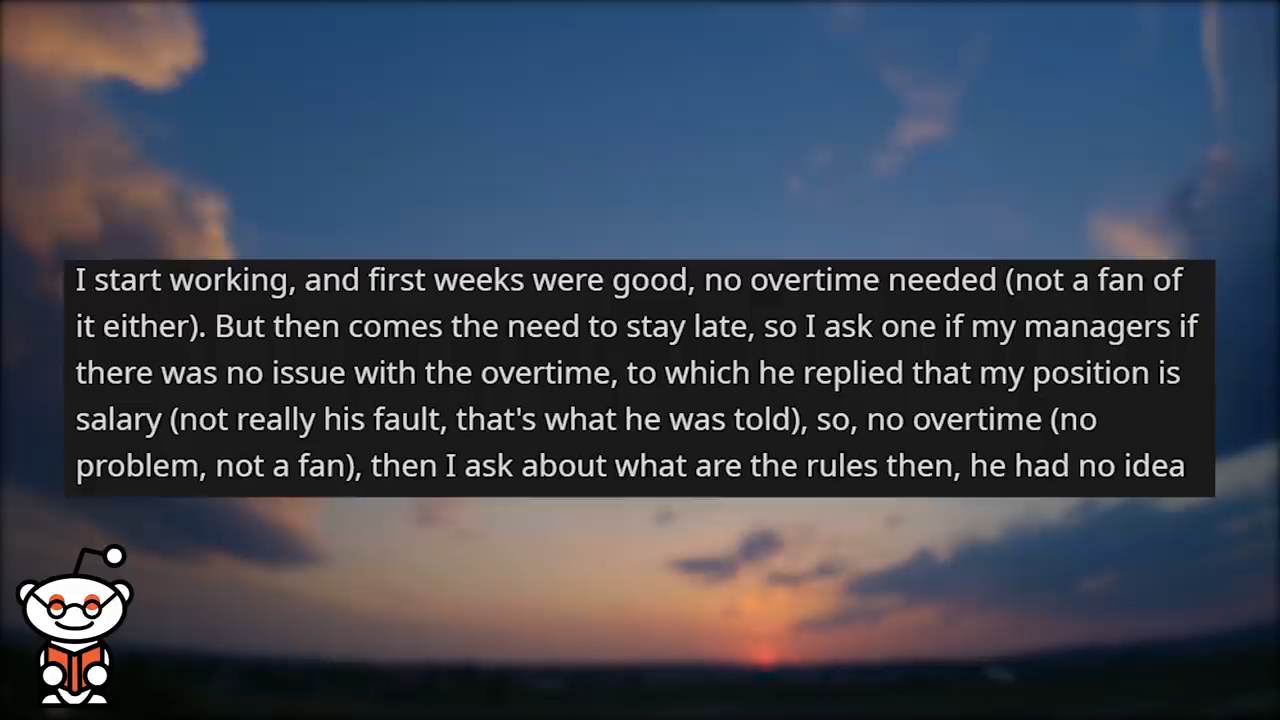 I start working, and first weeks were good, no overtime needed (not a fan of
it either). But then comes the need to stay late, so I ask one if my managers if
there was no issue with the overtime, to which he replied that my position is
salary (not really his fault, that's what he was told), so, no overtime (no
problem, not a fan), then I ask about what are the rules then, he had no idea